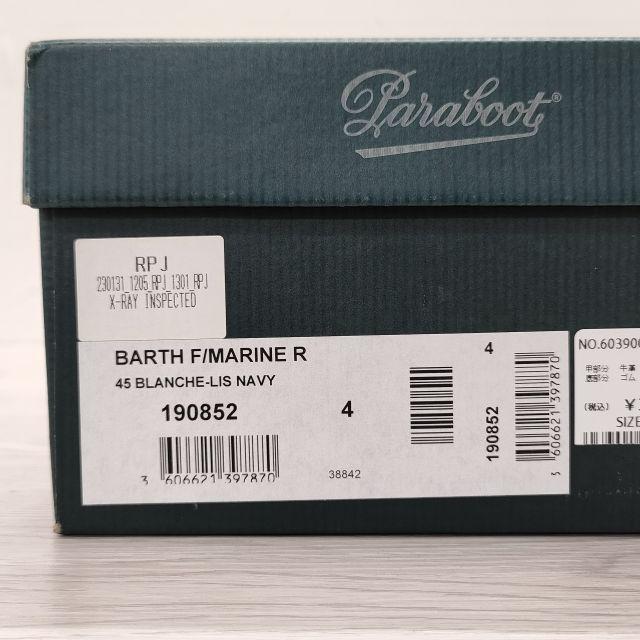 Paraboot®
RPJ
230131_1205_RPJ_1301_RPJ
X-RAY INSPECTED
BARTH F/MARINE R
45 BLANCHE-LIS NAVY
190852
4
3 606621 397870
38842
4
190852
3 606621 397870
NO.603900
甲部分 牛革
底部分 ゴム
(税込) ¥
SIZE